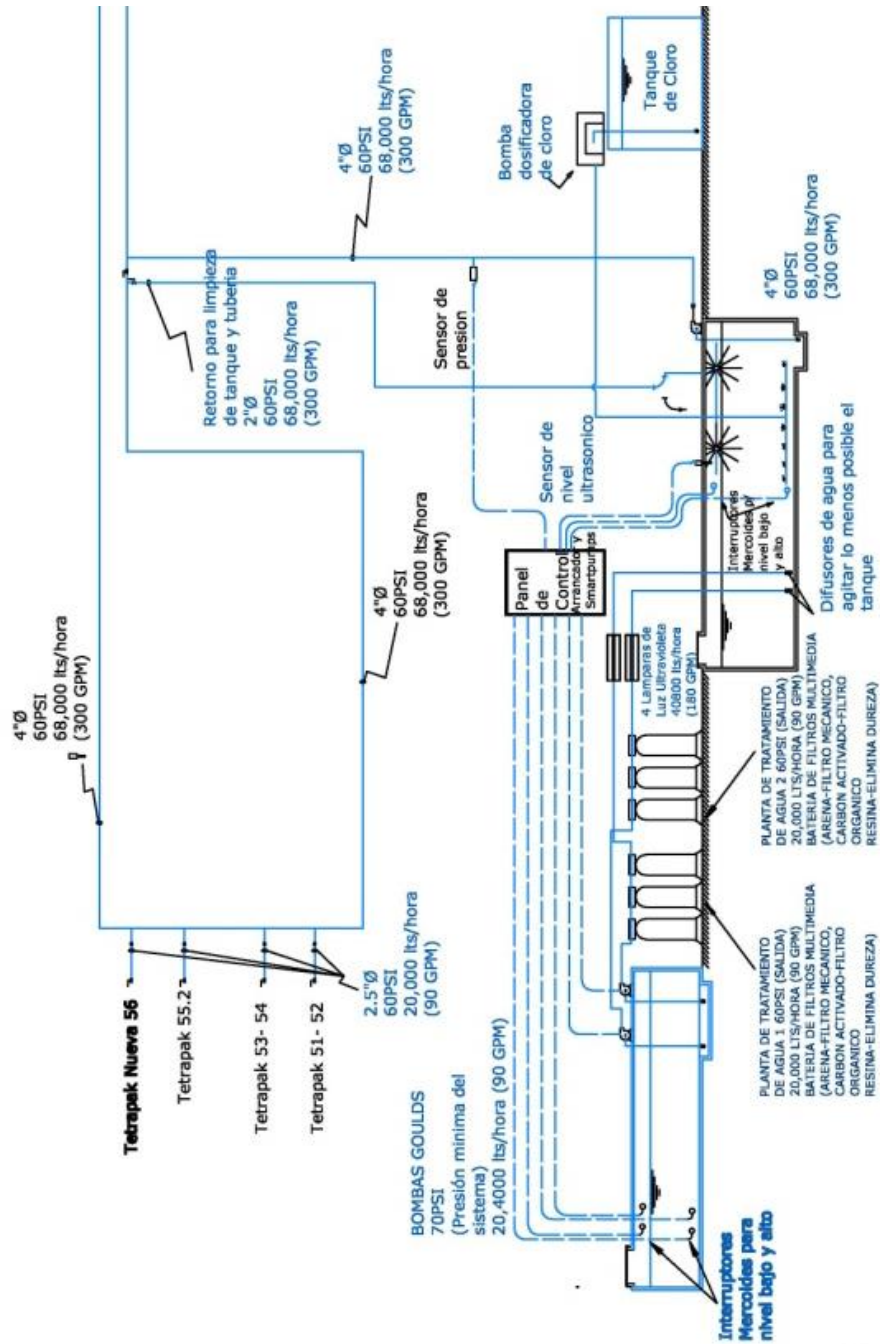 4"Ø
60PSI
68,000 lts/hora
(300 GPM)
Tetrapak Nueva 56
Tetrapak 55.2
Tetrapak 53- 54
Tetrapak 51- 52
2.5"Ø
60PSI
20,000 lts/hora
(90 GPM)
4"Ø
60PSI
68,000 lts/hora
(300 GPM)
Retorno para limpieza
de tanque y tuberia
2"Ø
60PSI
68,000 lts/hora
(300 GPM)
4"Ø
60PSI
68,000 lts/hora
(300 GPM)
BOMBAS GOULDS
70PSI
(Presión minima del
sistema)
20,4000 lts/hora (90 GPM)
Panel
de
Control
Arrancador y
Smartpumps
Sensor de
nivel
ultrasonico
Sensor de
presion
Bomba
dosificadora
de cloro
Tanque
de Cloro
4 Lamparas de
Luz Ultravioleta
40800 lts/hora
(180 GPM)
Interruptores
Mercoides p/
nivel bajo
y alto
4"Ø
60PSI
68,000 lts/hora
(300 GPM)
Interruptores
Mercoides para
nivel bajo y alto
PLANTA DE TRATAMIENTO
DE AGUA 1 60PSI (SALIDA)
20,000 LTS/HORA (90 GPM)
BATERIA DE FILTROS MULTIMEDIA
(ARENA-FILTRO MECANICO,
CARBON ACTIVADO-FILTRO
ORGANICO
RESINA-ELIMINA DUREZA)
PLANTA DE TRATAMIENTO
DE AGUA 2 60PSI (SALIDA)
20,000 LTS/HORA (90 GPM)
BATERIA DE FILTROS MULTIMEDIA
(ARENA-FILTRO MECANICO,
CARBON ACTIVADO-FILTRO
ORGANICO
RESINA-ELIMINA DUREZA)
Difusores de agua para
agitar lo menos posible el
tanque